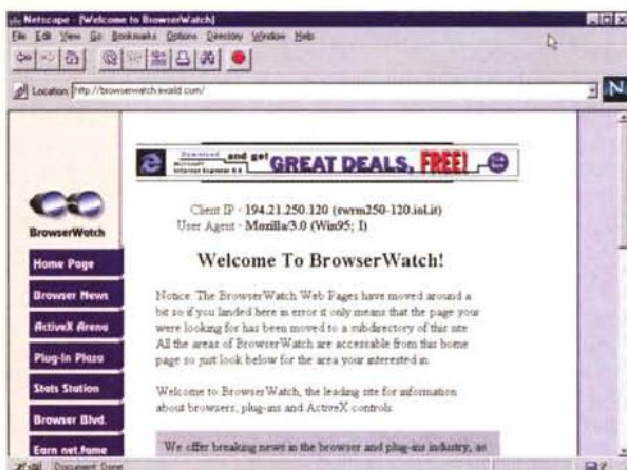 Netscape - [Welcome to BrowserWatch]
File Edit View Go Bookmarks Options Directory Window Help
Location: http://browserwatch.iworld.com/
N
Download Microsoft Internet Explorer 3.0 and get GREAT DEALS, FREE!
Client IP - 194.21.250.120
User Agent - Mozilla/3.0 (Win95; I)
BrowserWatch
Home Page
Browser News
ActiveX Arena
Plug-In Plaza
Stats Station
Browser Blvd.
Earn net.fame
Welcome To BrowserWatch!
Notice: The BrowserWatch Web Pages have moved around a
bit so if you landed here in error it only means that the page your
were looking for has been moved to a subdirectory of this site
All the areas of BrowserWatch are accessable from this home
page so just look below for the area your interested in.
Welcome to BrowserWatch, the leading site for information
about browsers, plug-ins and ActiveX controls
We offer breaking news in the browser and plug-ins industry, as
Document Done